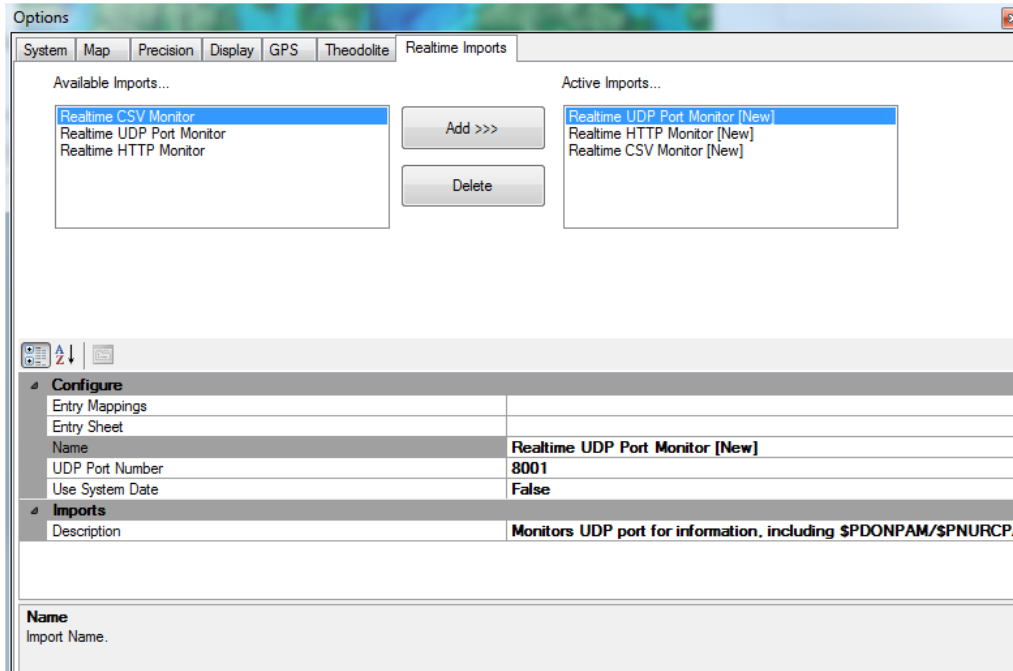 Options
System Map Precision Display GPS Theodolite Realtime Imports
Available Imports... Active Imports...
Realtime CSV Monitor
Realtime UDP Port Monitor
Realtime HTTP Monitor
Add >>>
Delete
Realtime UDP Port Monitor [New]
Realtime HTTP Monitor [New]
Realtime CSV Monitor [New]
Configure
Entry Mappings
Entry Sheet
Name Realtime UDP Port Monitor [New]
UDP Port Number 8001
Use System Date False
Imports
Description Monitors UDP port for information, including $PDONPAM/$PNURCP
Name
Import Name.